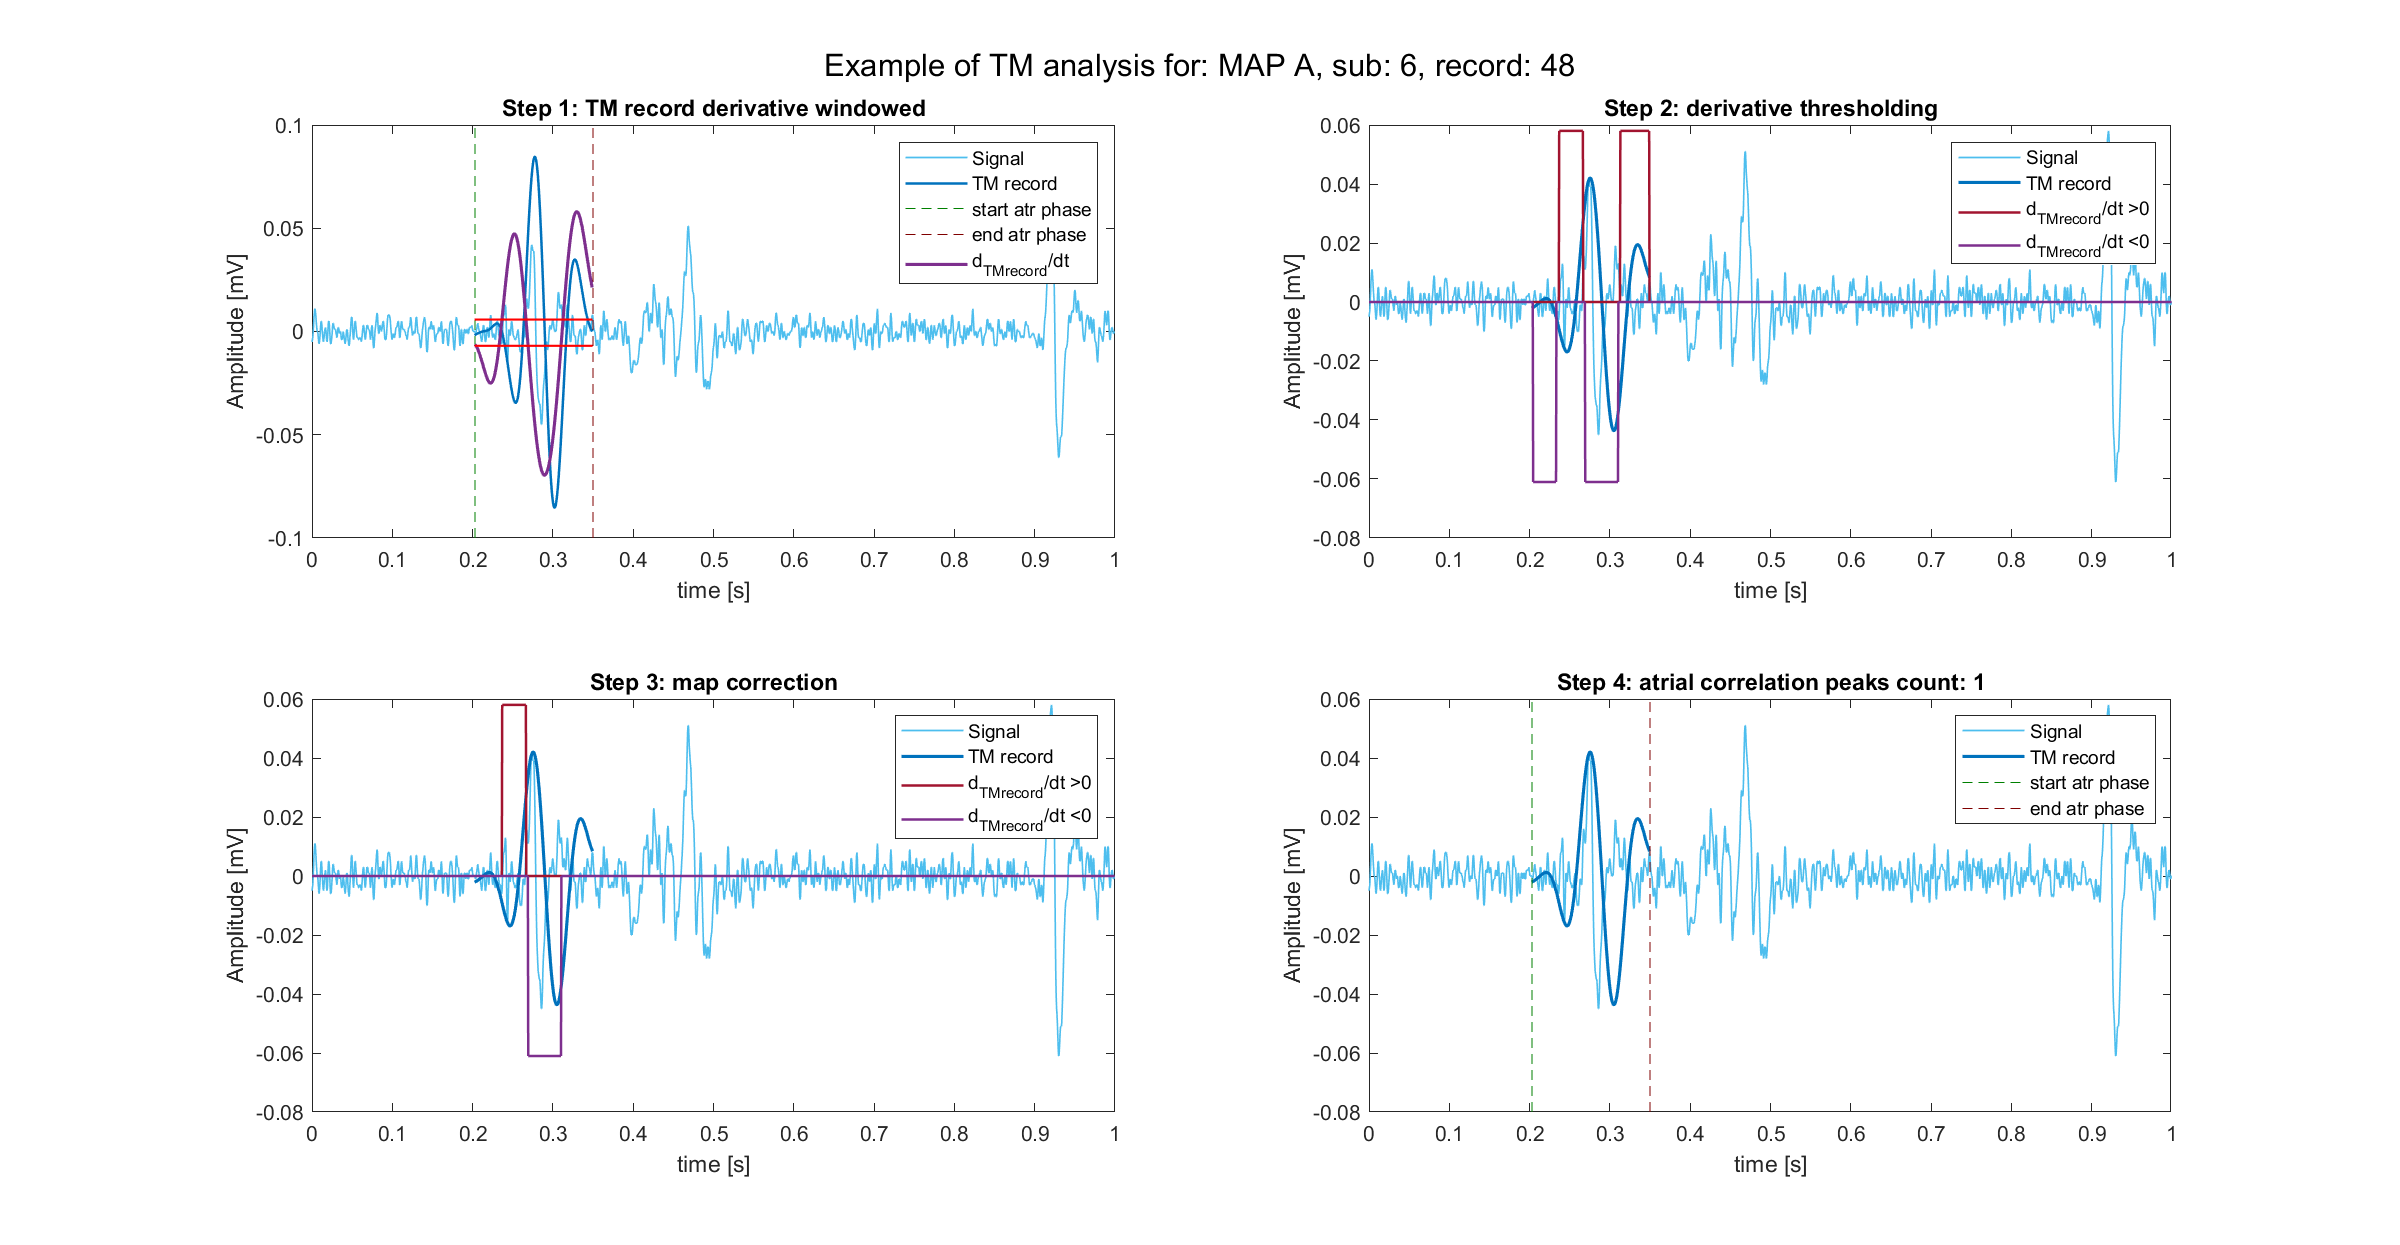 Example of TM analysis for: MAP A, sub: 6, record: 48
Step 1: TM record derivative windowed
0.1
0.05
0
-0.05
-0.1
Amplitude [mV]
0 0.1 0.2 0.3 0.4 0.5 0.6 0.7 0.8 0.9 1
time [s]
Signal
TM record
start atr phase
end atr phase
dTMrecord/dt
Step 2: derivative thresholding
0.06
0.04
0.02
0
-0.02
-0.04
-0.06
-0.08
Amplitude [mV]
0 0.1 0.2 0.3 0.4 0.5 0.6 0.7 0.8 0.9 1
time [s]
Signal
TM record
dTMrecord/dt >0
dTMrecord/dt <0
Step 3: map correction
0.06
0.04
0.02
0
-0.02
-0.04
-0.06
-0.08
Amplitude [mV]
0 0.1 0.2 0.3 0.4 0.5 0.6 0.7 0.8 0.9 1
time [s]
Signal
TM record
dTMrecord/dt >0
dTMrecord/dt <0
Step 4: atrial correlation peaks count: 1
0.06
0.04
0.02
0
-0.02
-0.04
-0.06
-0.08
Amplitude [mV]
0 0.1 0.2 0.3 0.4 0.5 0.6 0.7 0.8 0.9 1
time [s]
Signal
TM record
start atr phase
end atr phase